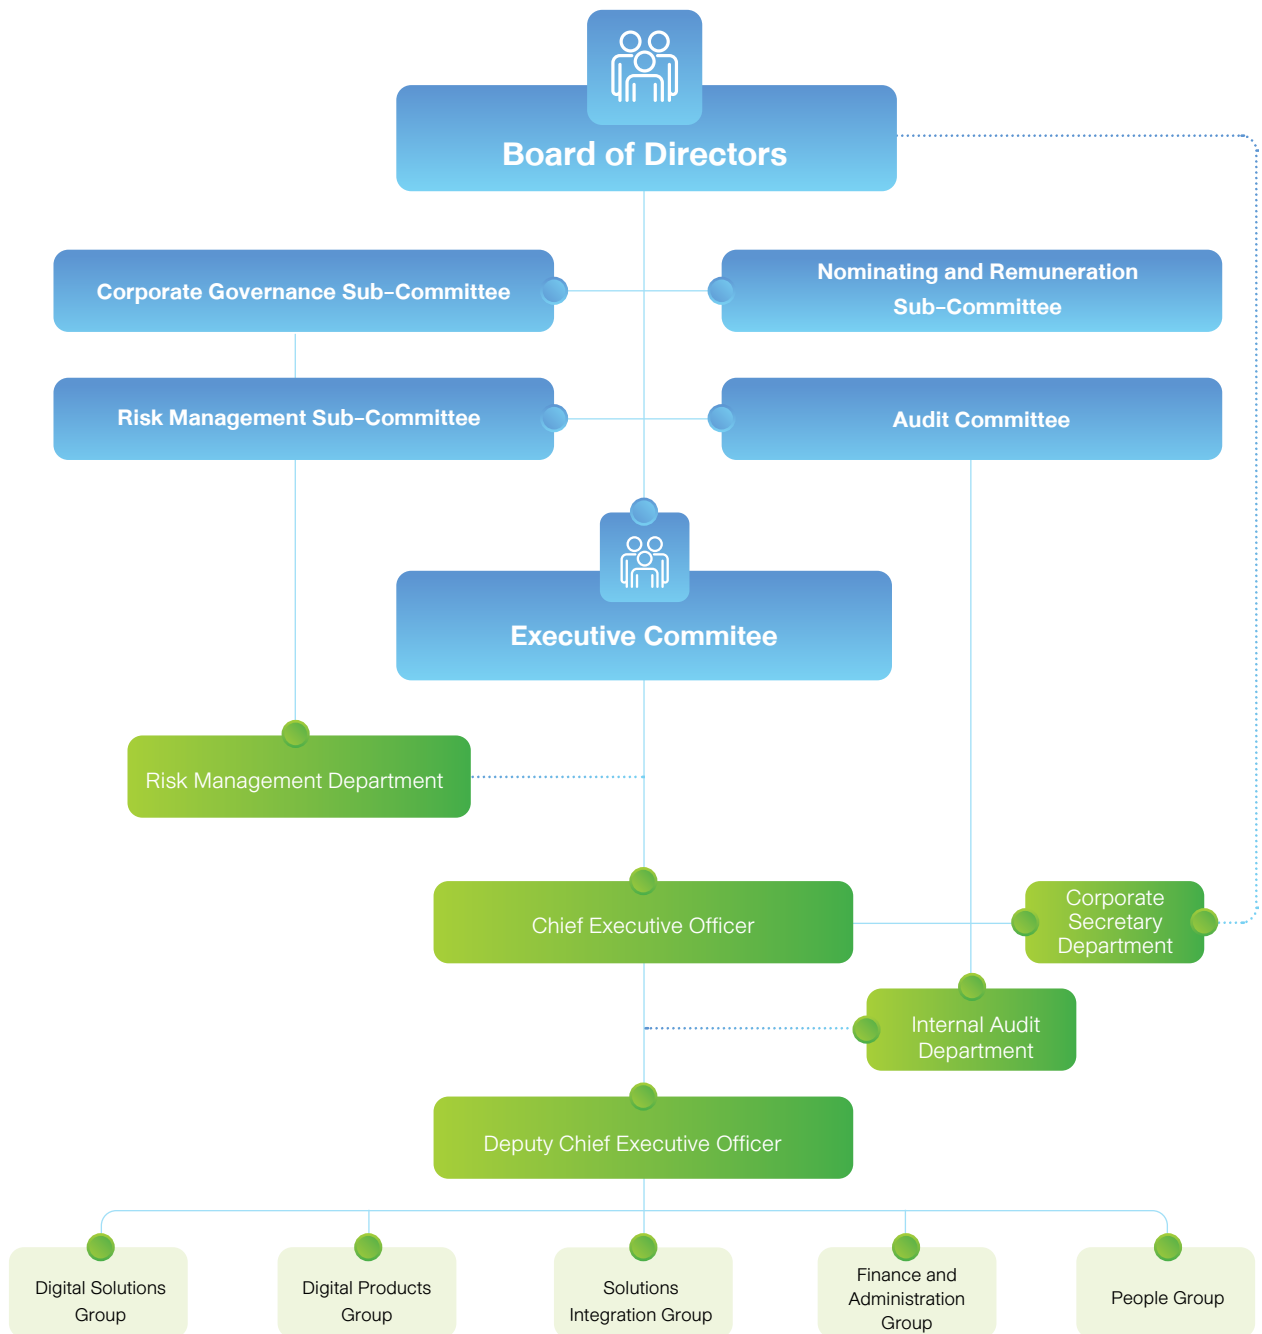 Board of Directors
Corporate Governance Sub-Committee
Nominating and Remuneration
Sub-Committee
Risk Management Sub-Committee
Audit Committee
Executive Commitee
Risk Management Department
Chief Executive Officer
Corporate
Secretary
Department
Internal Audit
Department
Deputy Chief Executive Officer
Digital Solutions
Group
Digital Products
Group
Solutions
Integration Group
Finance and
Administration
Group
People Group